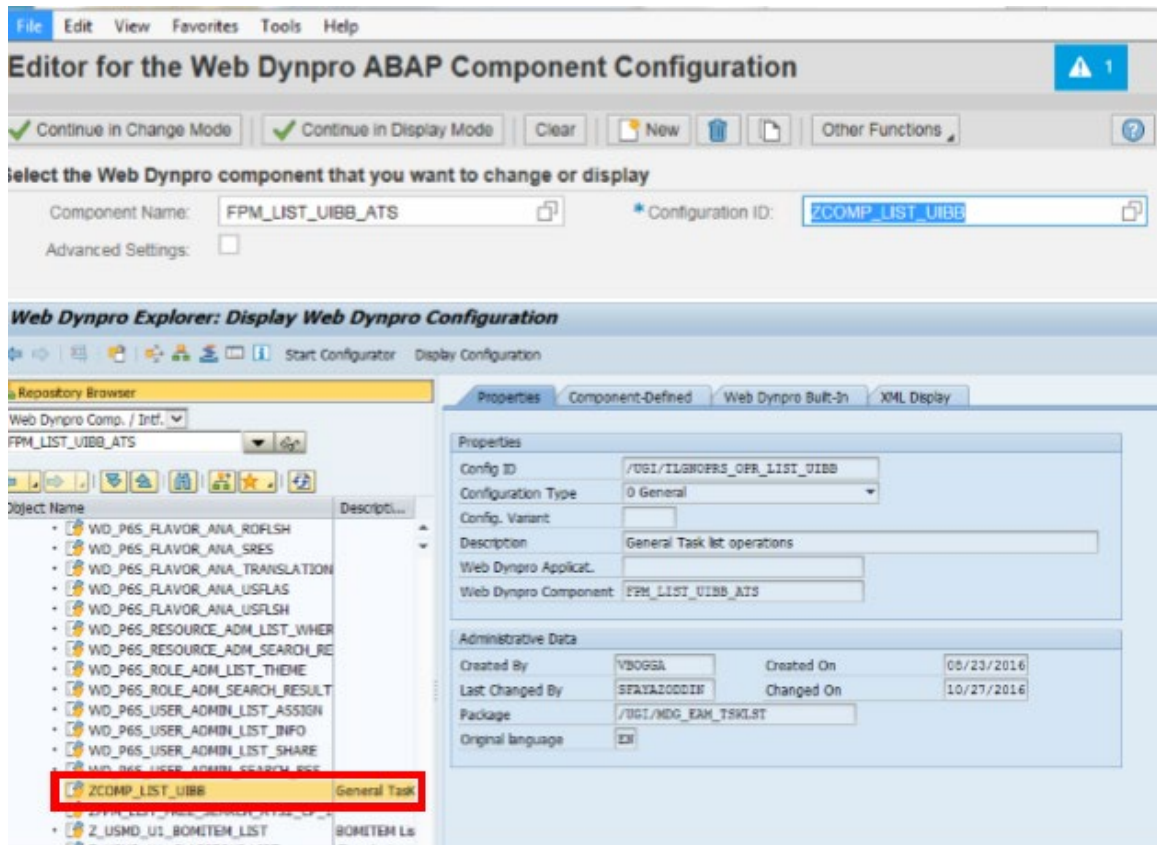 File Edit View Favorites Tools Help
Editor for the Web Dynpro ABAP Component Configuration
1
Continue in Change Mode Continue in Display Mode Clear New Other Functions
Select the Web Dynpro component that you want to change or display
Component Name: FPM_LIST_UIBB_ATS * Configuration ID: ZCOMP_LIST_UIBB
Advanced Settings:
Web Dynpro Explorer: Display Web Dynpro Configuration
Start Configurator Display Configuration
Repository Browser
Web Dynpro Comp. / Intf.
FPM_LIST_UIBB_ATS
Object Name Descripti...
WD_P6S_FLAVOR_ANA_ROFLSH
WD_P6S_FLAVOR_ANA_SRES
WD_P6S_FLAVOR_ANA_TRANSLATION
WD_P6S_FLAVOR_ANA_USFLAS
WD_P6S_FLAVOR_ANA_USFLSH
WD_P6S_RESOURCE_ADM_LIST_WHER
WD_P6S_RESOURCE_ADM_SEARCH_RE
WD_P6S_ROLE_ADM_LIST_THEME
WD_P6S_ROLE_ADM_SEARCH_RESULT
WD_P6S_USER_ADMIN_LIST_ASSIGN
WD_P6S_USER_ADMIN_LIST_INFO
WD_P6S_USER_ADMIN_LIST_SHARE
WD_P6S_USER_ADMIN_SEARCH_RES
ZCOMP_LIST_UIBB General Task
Z_USMD_U1_BOMITEM_LIST BOMITEM Lis
Properties Component-Defined Web Dynpro Built-In XML Display
Properties
Config ID /UGI/TLGNOPRS_OPR_LIST_UIBB
Configuration Type 0 General
Config. Variant
Description General Task list operations
Web Dynpro Applicat.
Web Dynpro Component FPM_LIST_UIBB_ATS
Administrative Data
Created By VBOGGA Created On 08/23/2016
Last Changed By SFAYAZODDIN Changed On 10/27/2016
Package /UGI/MDG_EAM_TSKLST
Original language EN